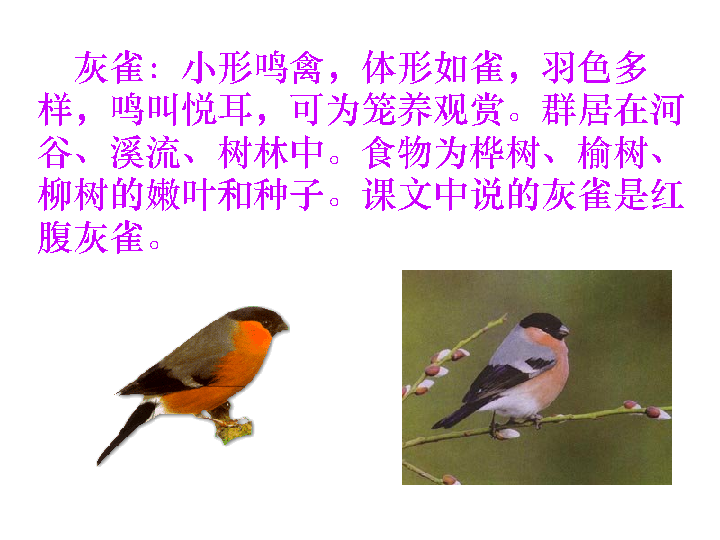 灰雀：小形鸣禽，体形如雀，羽色多
样，鸣叫悦耳，可为笼养观赏。群居在河
谷、溪流、树林中。食物为桦树、榆树、
柳树的嫩叶和种子。课文中说的灰雀是红
腹灰雀。